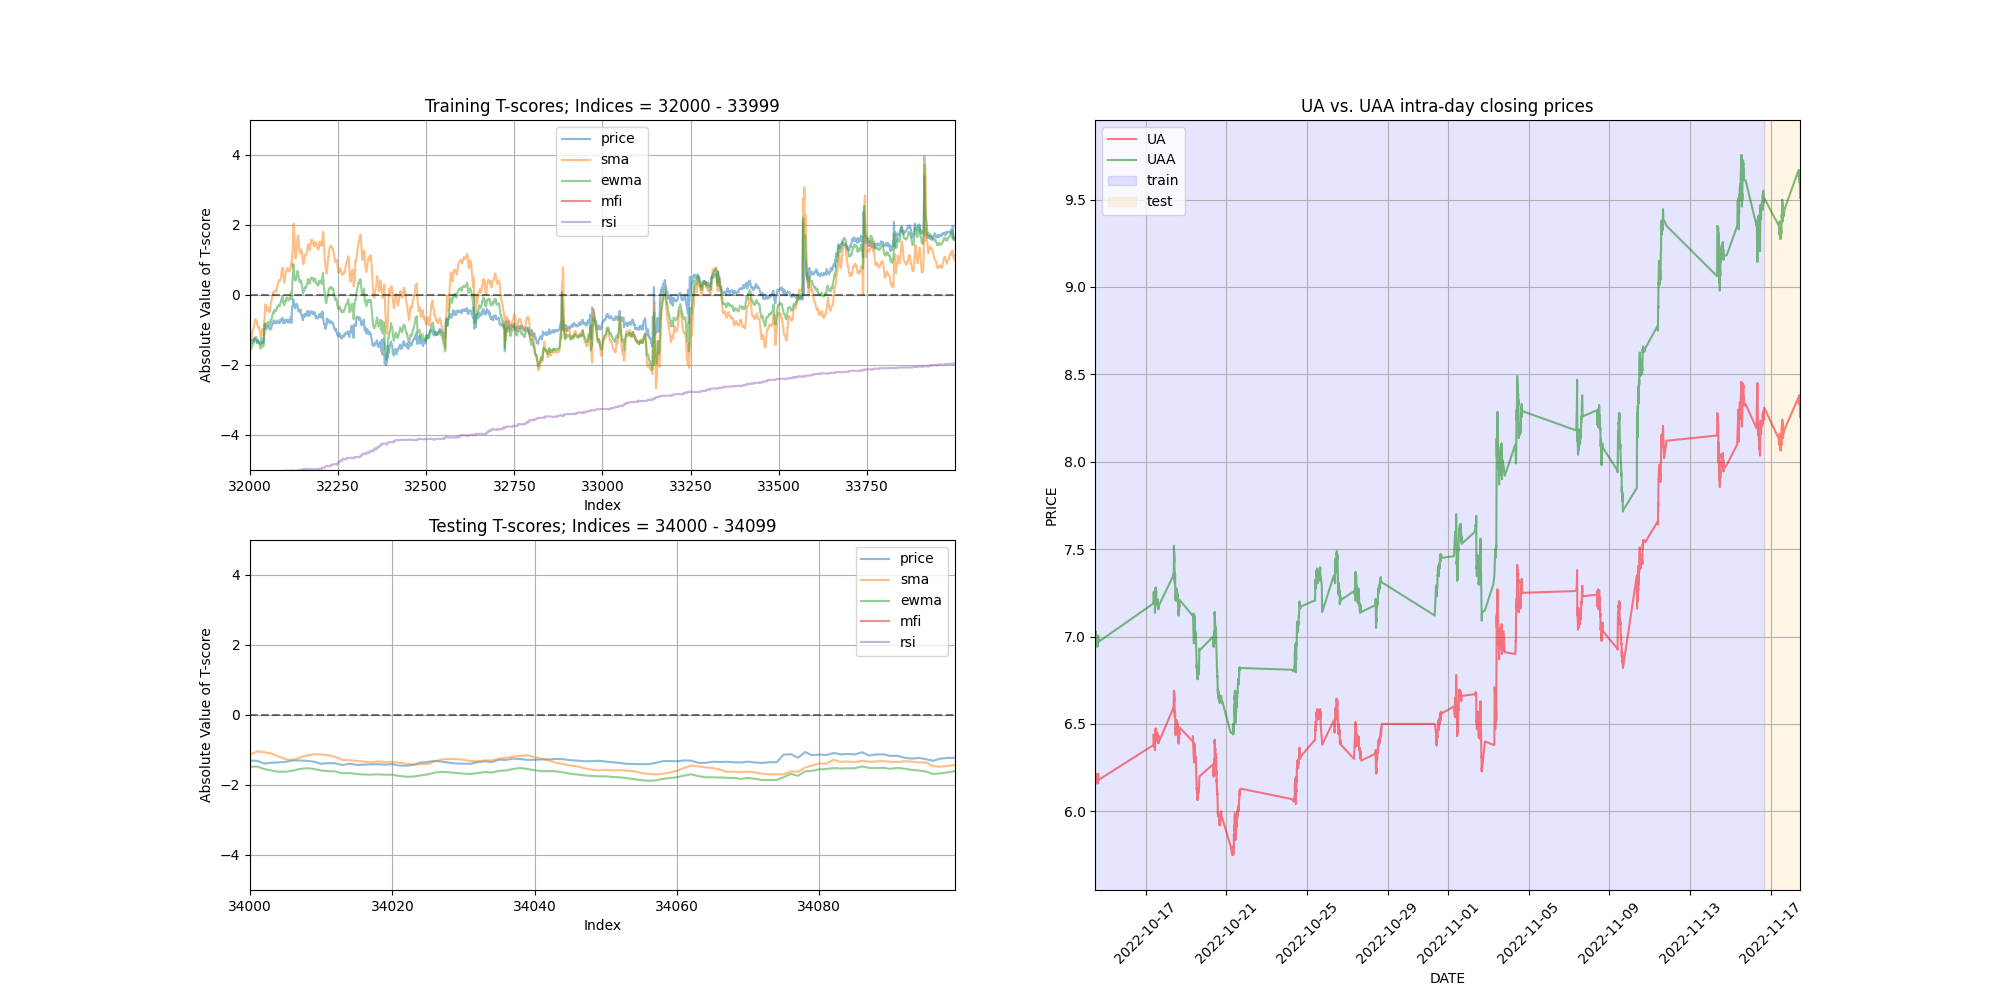 Training T-scores; Indices = 32000 - 33999
Absolute Value of T-score
4
2
0
−2
−4
price
sma
ewma
mfi
rsi
32000 32250 32500 32750 33000 33250 33500 33750
Index
Testing T-scores; Indices = 34000 - 34099
Absolute Value of T-score
4
2
0
−2
−4
price
sma
ewma
mfi
rsi
34000 34020 34040 34060 34080
Index
UA vs. UAA intra-day closing prices
UA
UAA
train
test
PRICE
9.5
9.0
8.5
8.0
7.5
7.0
6.5
6.0
2022-10-17 2022-10-21 2022-10-25 2022-10-29 2022-11-01 2022-11-05 2022-11-09 2022-11-13 2022-11-17
DATE